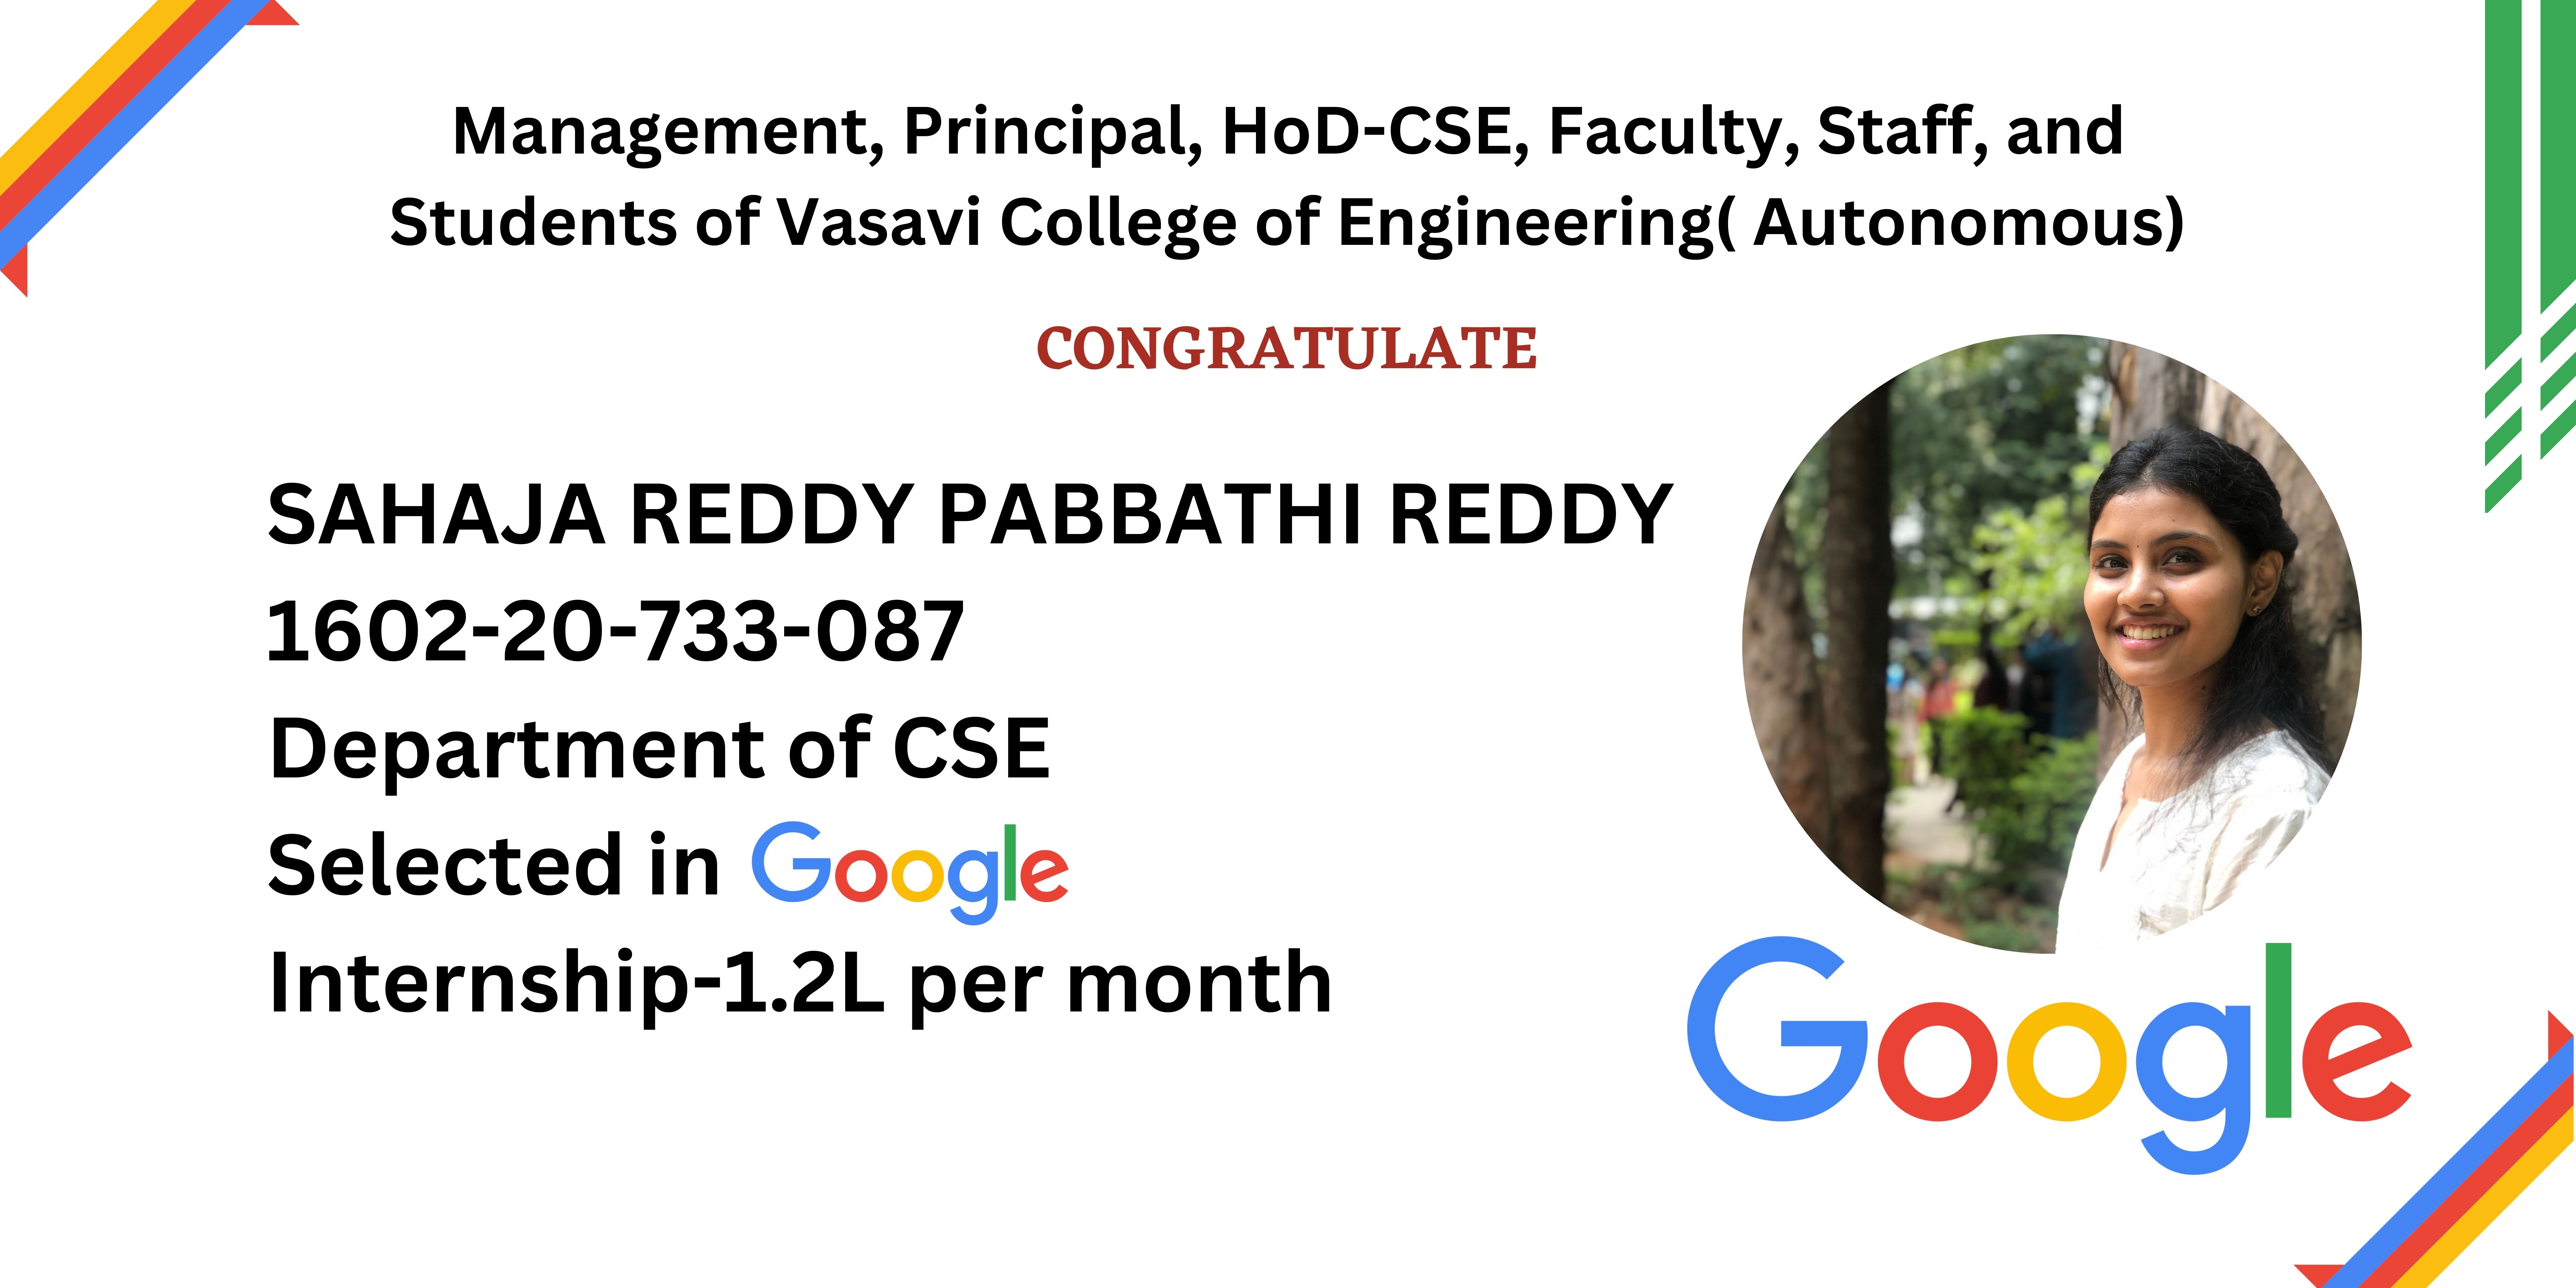 Management, Principal, HoD-CSE, Faculty, Staff, and
Students of Vasavi College of Engineering( Autonomous)
CONGRATULATE
SAHAJA REDDY PABBATHI REDDY
1602-20-733-087
Department of CSE
Selected in Google
Internship-1.2L per month
Google